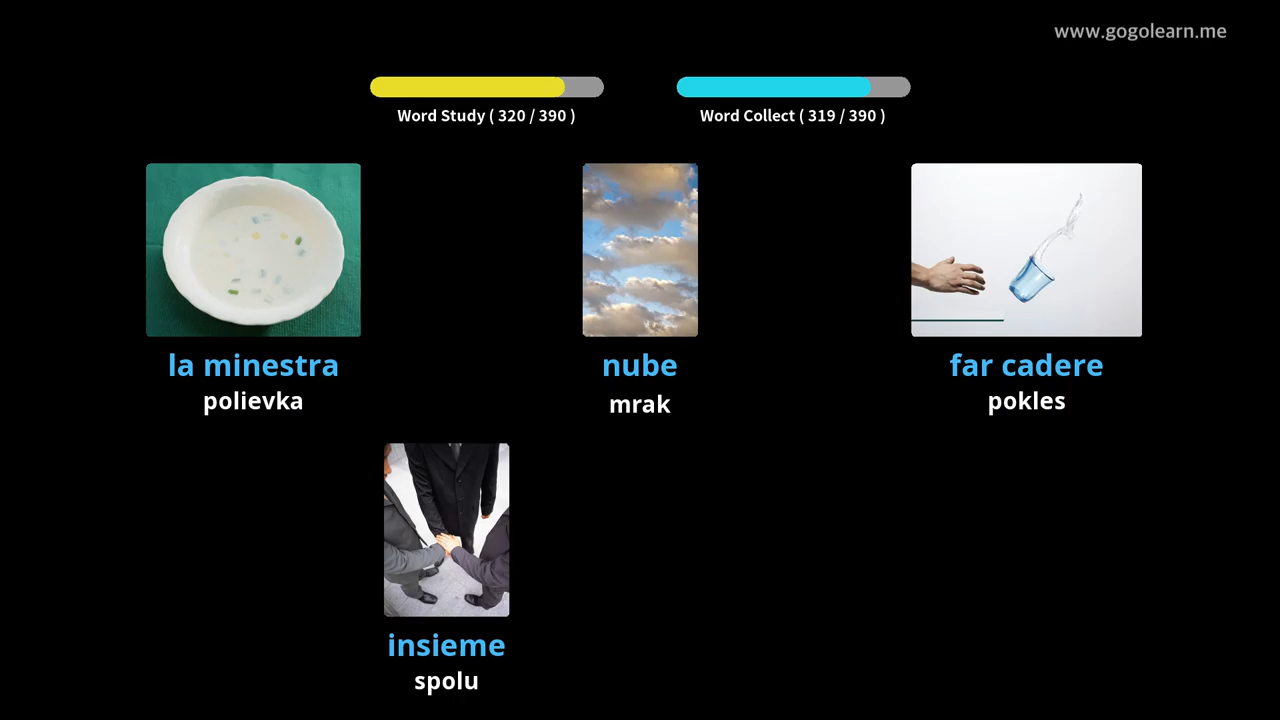 www.gogolearn.me
Word Study ( 320 / 390 )
Word Collect ( 319 / 390 )
la minestra
polievka
nube
mrak
far cadere
pokles
insieme
spolu